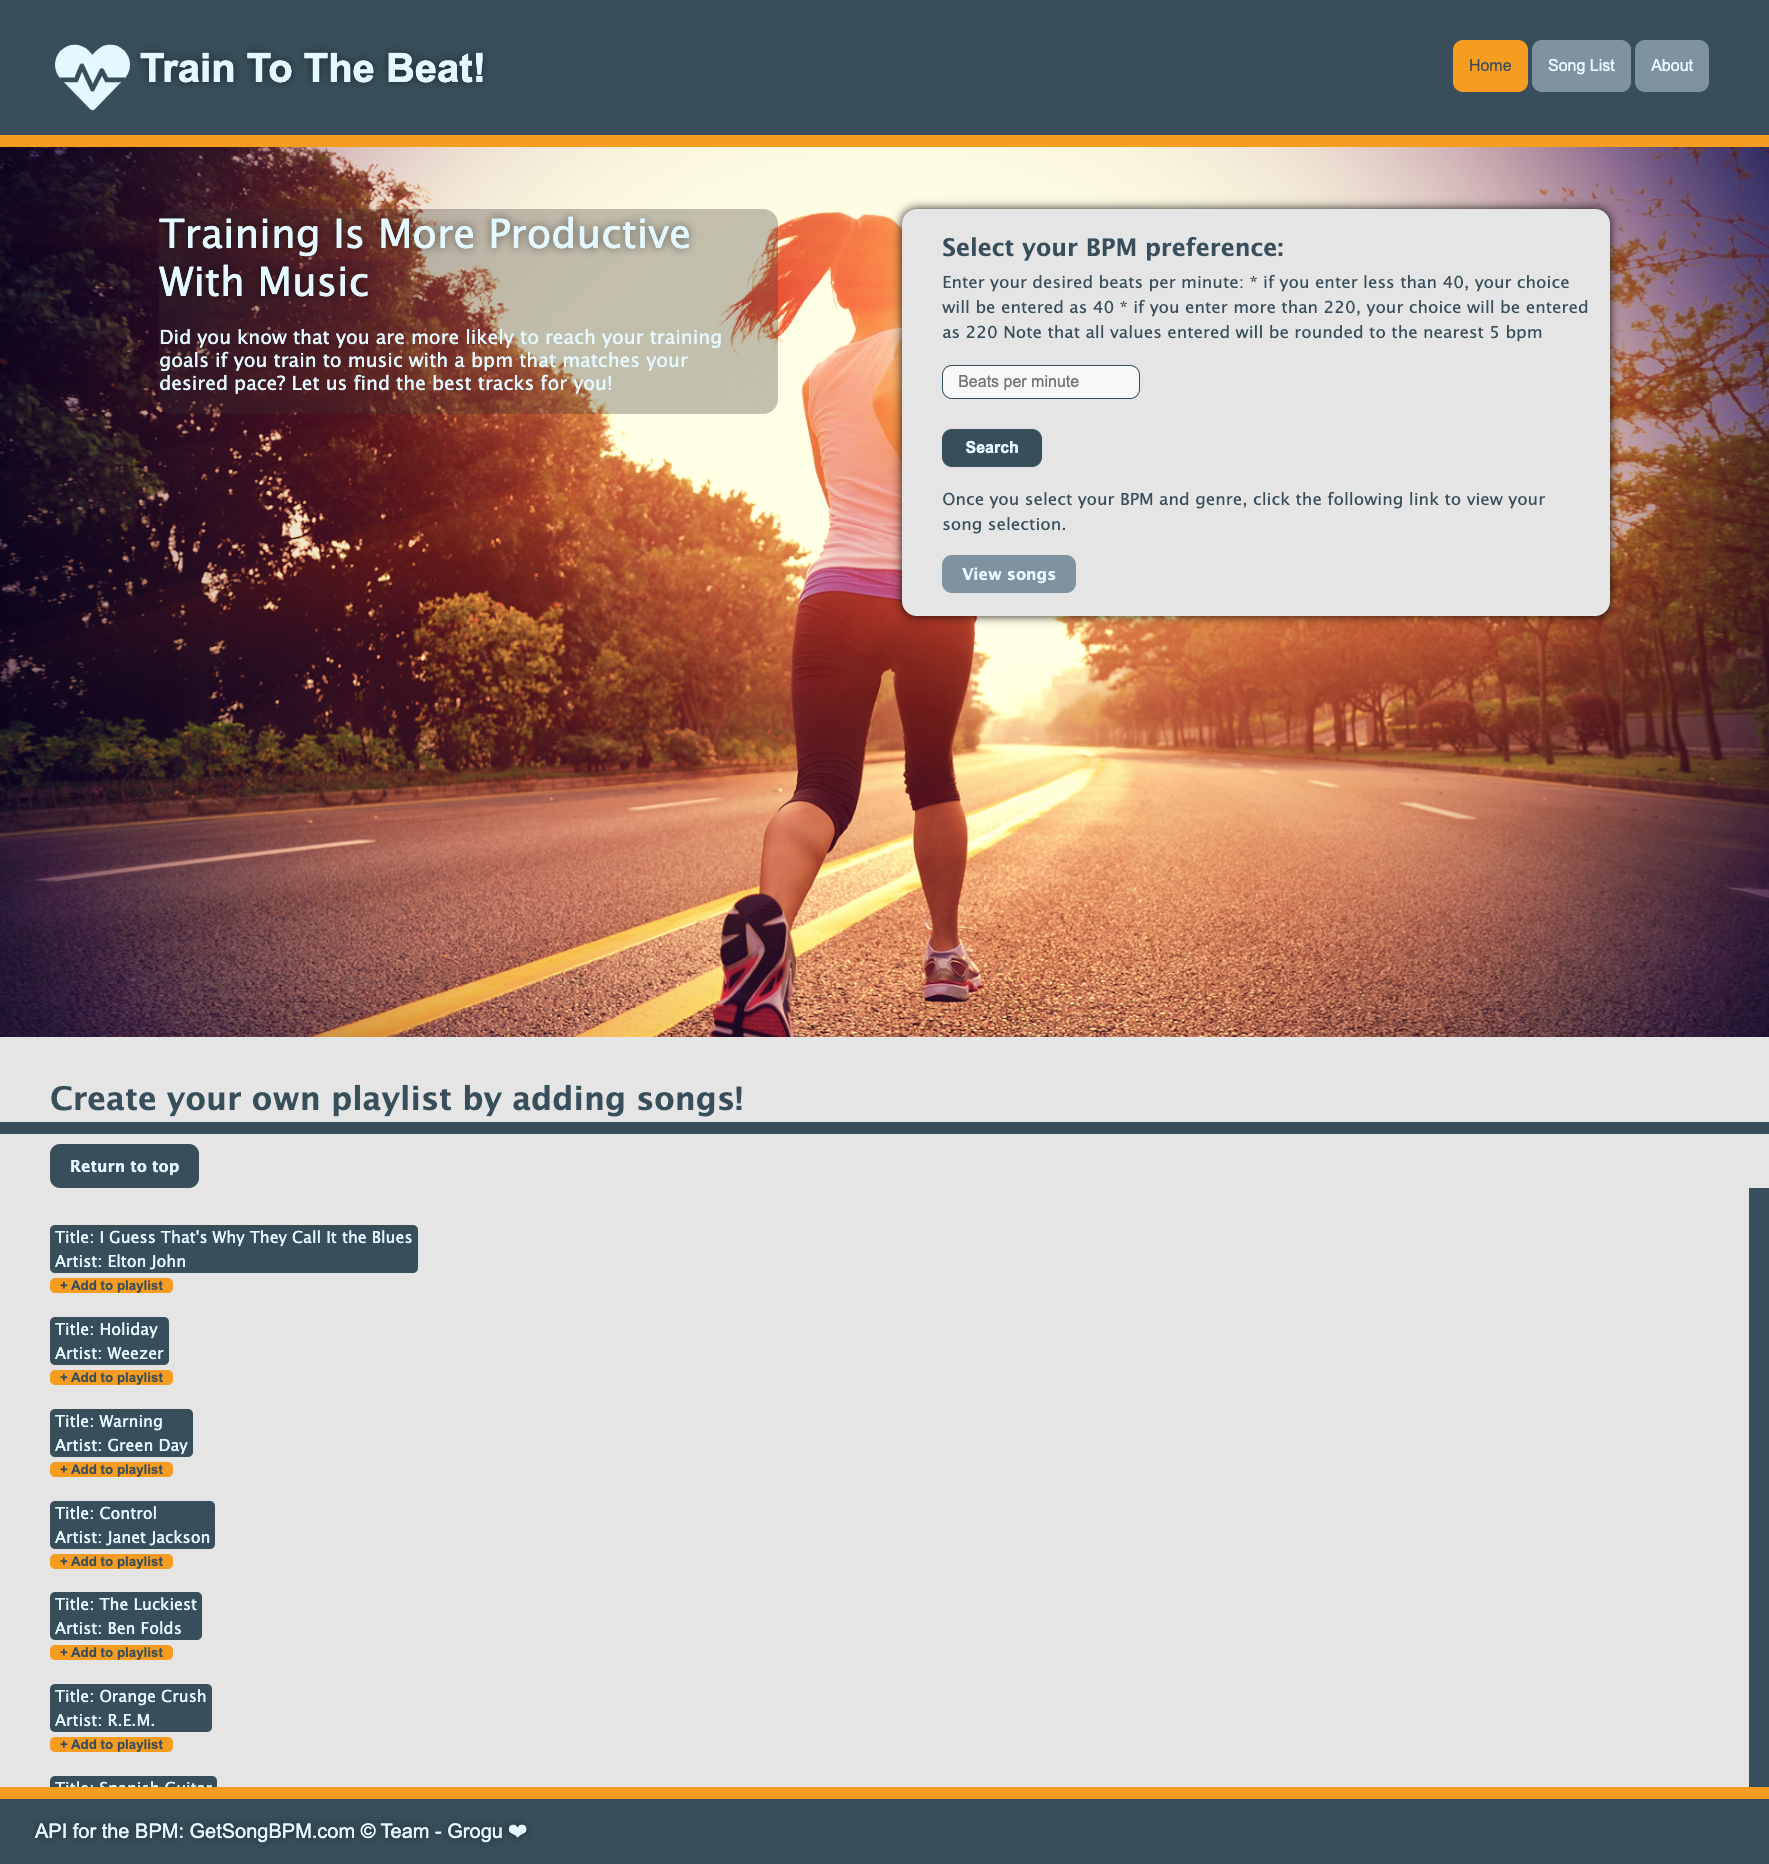 Train To The Beat!
Home
Song List
About
Training Is More Productive
With Music
Did you know that you are more likely to reach your training
goals if you train to music with a bpm that matches your
desired pace? Let us find the best tracks for you!
Select your BPM preference:
Enter your desired beats per minute: * if you enter less than 40, your choice
will be entered as 40 * if you enter more than 220, your choice will be entered
as 220 Note that all values entered will be rounded to the nearest 5 bpm
Beats per minute
Search
Once you select your BPM and genre, click the following link to view your
song selection.
View songs
Create your own playlist by adding songs!
Return to top
Title: I Guess That's Why They Call It the Blues
Artist: Elton John
+ Add to playlist
Title: Holiday
Artist: Weezer
+ Add to playlist
Title: Warning
Artist: Green Day
+ Add to playlist
Title: Control
Artist: Janet Jackson
+ Add to playlist
Title: The Luckiest
Artist: Ben Folds
+ Add to playlist
Title: Orange Crush
Artist: R.E.M.
+ Add to playlist
Title: Spanish Guitar
API for the BPM: GetSongBPM.com © Team - Grogu ❤